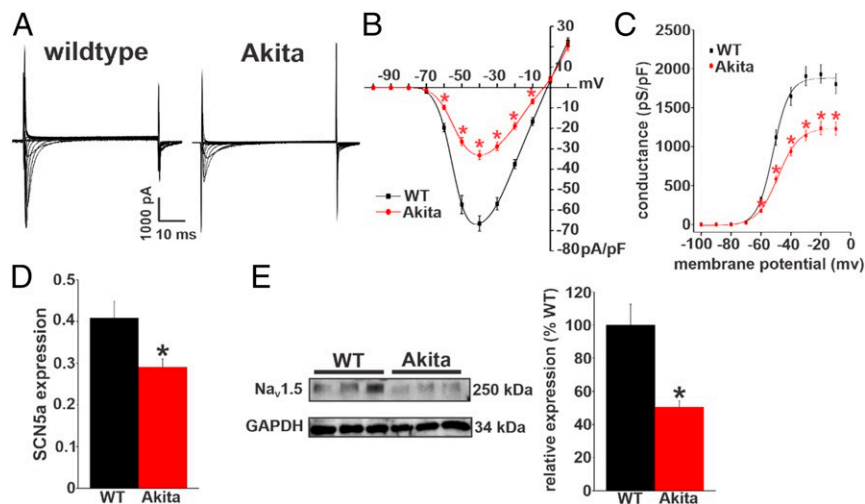 A
wildtype
Akita
1000 pA
10 ms
B
30
20
10
-90
-70
-50
-30
-10
mV
-10
-20
-30
-40
-50
-60
-70
-80
pA/pF
WT
Akita
C
WT
Akita
conductance (pS/pF)
2000
1500
1000
500
0
-100
-80
-60
-40
-20
0
membrane potential (mv)
D
SCN5a expression
0.5
0.4
0.3
0.2
0.1
0
*
WT
Akita
E
WT
Akita
Nav1.5
250 kDa
GAPDH
34 kDa
relative expression (% WT)
120
100
80
60
40
20
0
*
WT
Akita